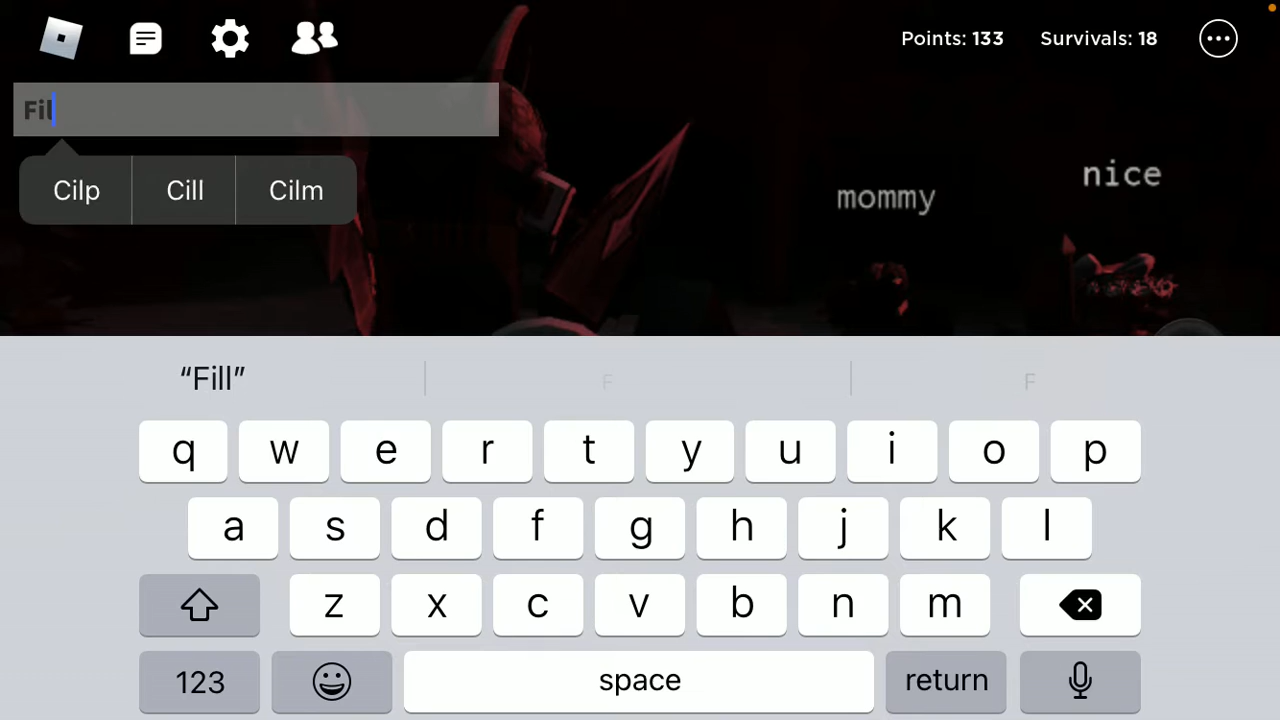 Points: 133
Survivals: 18
Fil
Cilp Cill Cilm
nice
mommy
“Fill” F F
q w e r t y u i o p
a s d f g h j k l
z x c v b n m
123 space return